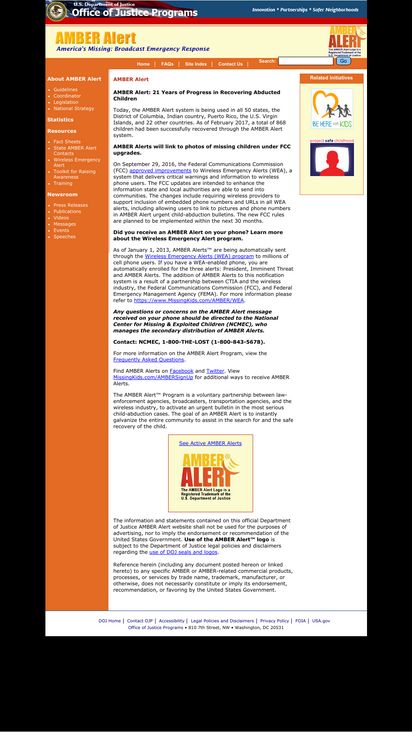 U.S. Department of Justice
Office of Justice Programs
Innovation * Partnerships * Safer Neighborhoods
AMBER Alert
America's Missing: Broadcast Emergency Response
AMBER
ALERT
Home | FAQs | Site Index | Contact Us |
Search:
Go
About AMBER Alert
Guidelines
Coordinator
Legislation
National Strategy
Statistics
Resources
Fact Sheets
State AMBER Alert
Contacts
Wireless Emergency
Alert
Toolkit for Raising
Awareness
Training
Newsroom
Press Releases
Publications
Videos
Messages
Events
Speeches
AMBER Alert
AMBER Alert: 21 Years of Progress in Recovering Abducted
Children
Today, the AMBER Alert system is being used in all 50 states, the
District of Columbia, Indian country, Puerto Rico, the U.S. Virgin
Islands, and 22 other countries. As of February 2017, a total of 868
children had been successfully recovered through the AMBER Alert
system.
AMBER Alerts will link to photos of missing children under FCC
upgrades.
On September 29, 2016, the Federal Communications Commission
(FCC) approved improvements to Wireless Emergency Alerts (WEA), a
system that delivers critical warnings and information to wireless
phone users. The FCC updates are intended to enhance the
information state and local authorities are able to send into
communities. The changes include requiring wireless providers to
support inclusion of embedded phone numbers and URLs in all WEA
alerts, including allowing users to link to pictures and phone numbers
in AMBER Alert urgent child-abduction bulletins. The new FCC rules
are planned to be implemented within the next 30 months.
Did you receive an AMBER Alert on your phone? Learn more
about the Wireless Emergency Alert program.
As of January 1, 2013, AMBER Alerts™ are being automatically sent
through the Wireless Emergency Alerts (WEA) program to millions of
cell phone users. If you have a WEA-enabled phone, you are
automatically enrolled for the three alerts: President, Imminent Threat
and AMBER Alerts. The addition of AMBER Alerts to this notification
system is a result of a partnership between CTIA and the wireless
industry, the Federal Communications Commission (FCC), and Federal
Emergency Management Agency (FEMA). For more information please
refer to https://www.MissingKids.com/AMBER/WEA.
Any questions or concerns on the AMBER Alert message
received on your phone should be directed to the National
Center for Missing & Exploited Children (NCMEC), who
manages the secondary distribution of AMBER Alerts.
Contact: NCMEC, 1-800-THE-LOST (1-800-843-5678).
For more information on the AMBER Alert Program, view the
Frequently Asked Questions.
Find AMBER Alerts on Facebook and Twitter. View
MissingKids.com/AMBERSignUp for additional ways to receive AMBER
Alerts.
The AMBER Alert™ Program is a voluntary partnership between law-
enforcement agencies, broadcasters, transportation agencies, and the
wireless industry, to activate an urgent bulletin in the most serious
child-abduction cases. The goal of an AMBER Alert is to instantly
galvanize the entire community to assist in the search for and the safe
recovery of the child.
See Active AMBER Alerts
AMBER
ALERT
The AMBER Alert Logo is a
Registered Trademark of the
U.S. Department of Justice
The information and statements contained on this official Department
of Justice AMBER Alert website shall not be used for the purposes of
advertising, nor to imply the endorsement or recommendation of the
United States Government. Use of the AMBER Alert™ logo is
subject to the Department of Justice legal policies and disclaimers
regarding the use of DOJ seals and logos.
Reference herein (including any document posted hereon or linked
hereto) to any specific AMBER or AMBER-related commercial products,
processes, or services by trade name, trademark, manufacturer, or
otherwise, does not necessarily constitute or imply its endorsement,
recommendation, or favoring by the United States Government.
Related Initiatives
BE HERE for KIDS
project safe childhood
DOJ Home | Contact OJP | Accessibility | Legal Policies and Disclaimers | Privacy Policy | FOIA | USA.gov
Office of Justice Programs • 810 7th Street, NW • Washington, DC 20531